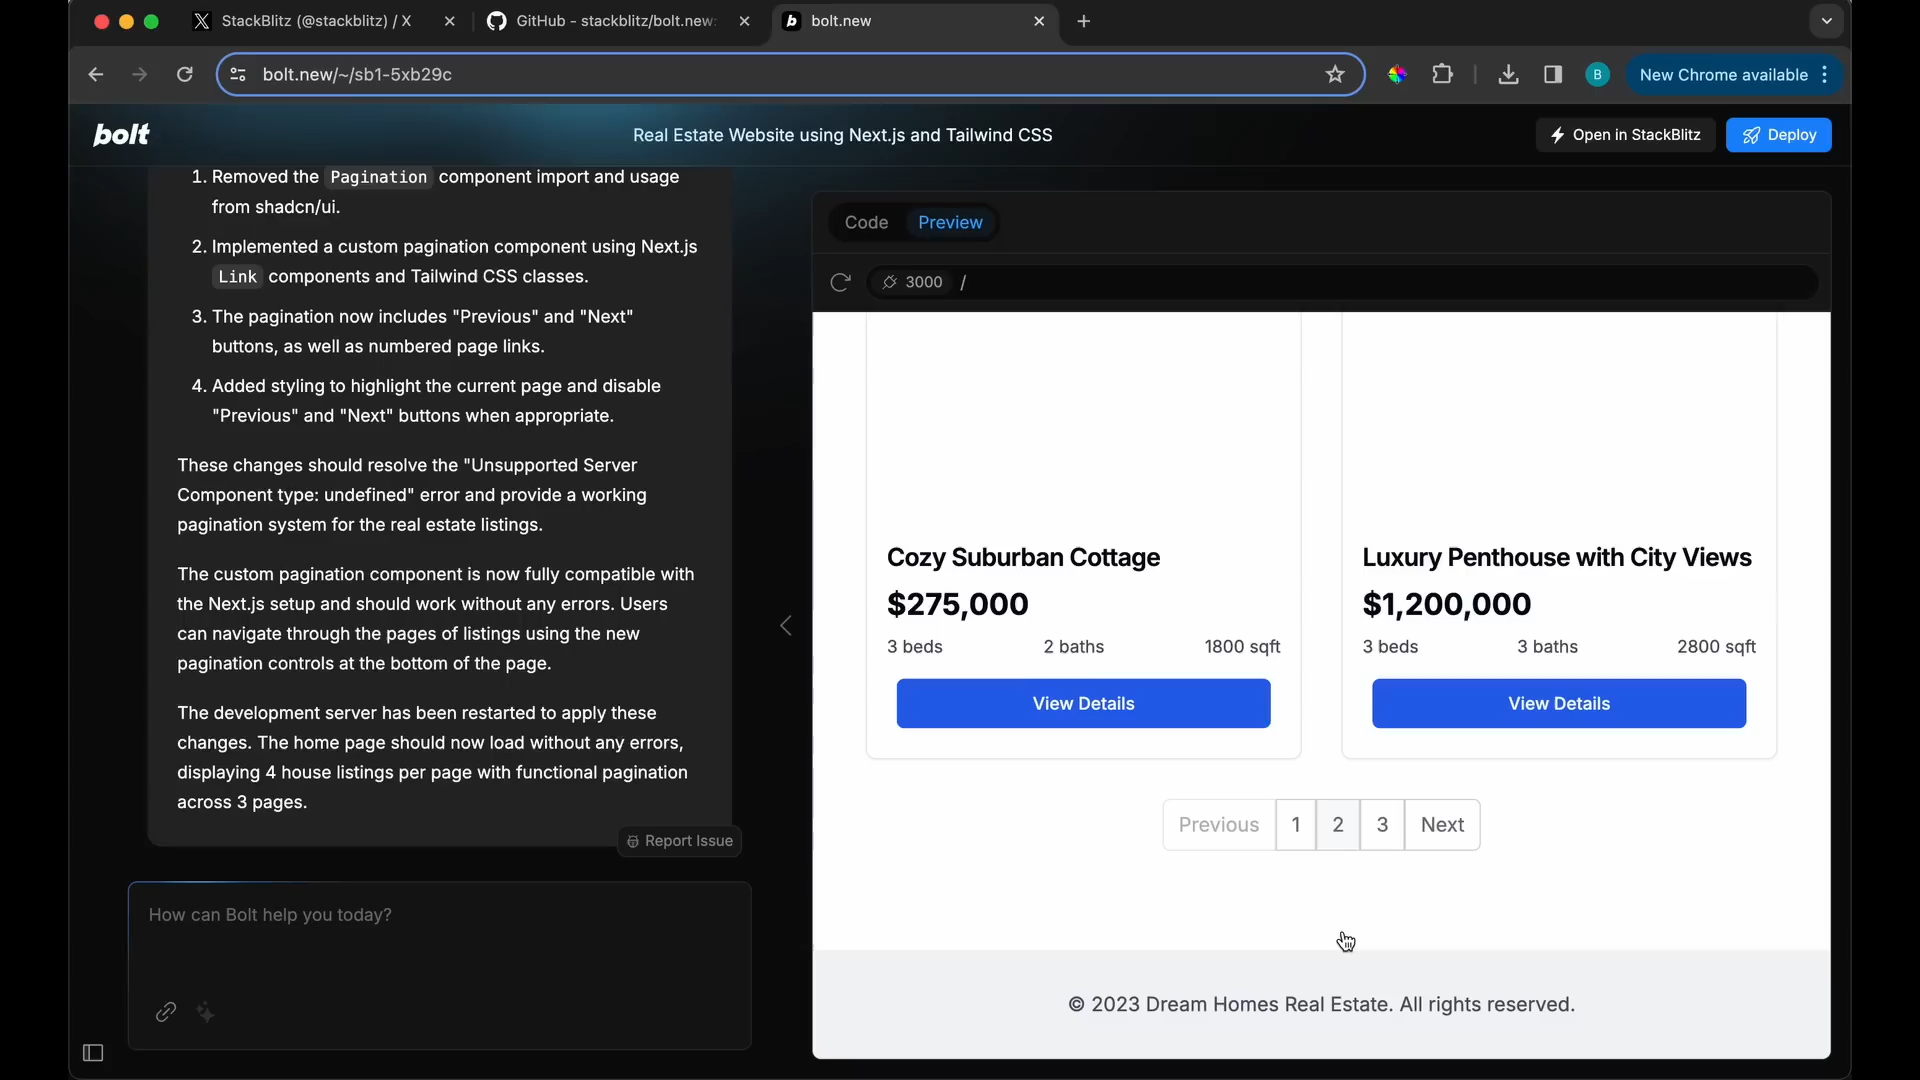 StackBlitz (@stackblitz) / X
GitHub - stackblitz/bolt.new:
bolt.new
bolt.new/~/sb1-5xb29c
B
New Chrome available
bolt
Real Estate Website using Next.js and Tailwind CSS
Open in StackBlitz
Deploy
1. Removed the Pagination component import and usage
from shadcn/ui.
2. Implemented a custom pagination component using Next.js
Link components and Tailwind CSS classes.
3. The pagination now includes "Previous" and "Next"
buttons, as well as numbered page links.
4. Added styling to highlight the current page and disable
"Previous" and "Next" buttons when appropriate.
These changes should resolve the "Unsupported Server
Component type: undefined" error and provide a working
pagination system for the real estate listings.
The custom pagination component is now fully compatible with
the Next.js setup and should work without any errors. Users
can navigate through the pages of listings using the new
pagination controls at the bottom of the page.
The development server has been restarted to apply these
changes. The home page should now load without any errors,
displaying 4 house listings per page with functional pagination
across 3 pages.
Report Issue
How can Bolt help you today?
Code Preview
3000 /
Cozy Suburban Cottage
$275,000
3 beds 2 baths 1800 sqft
View Details
Luxury Penthouse with City Views
$1,200,000
3 beds 3 baths 2800 sqft
View Details
Previous 1 2 3 Next
© 2023 Dream Homes Real Estate. All rights reserved.